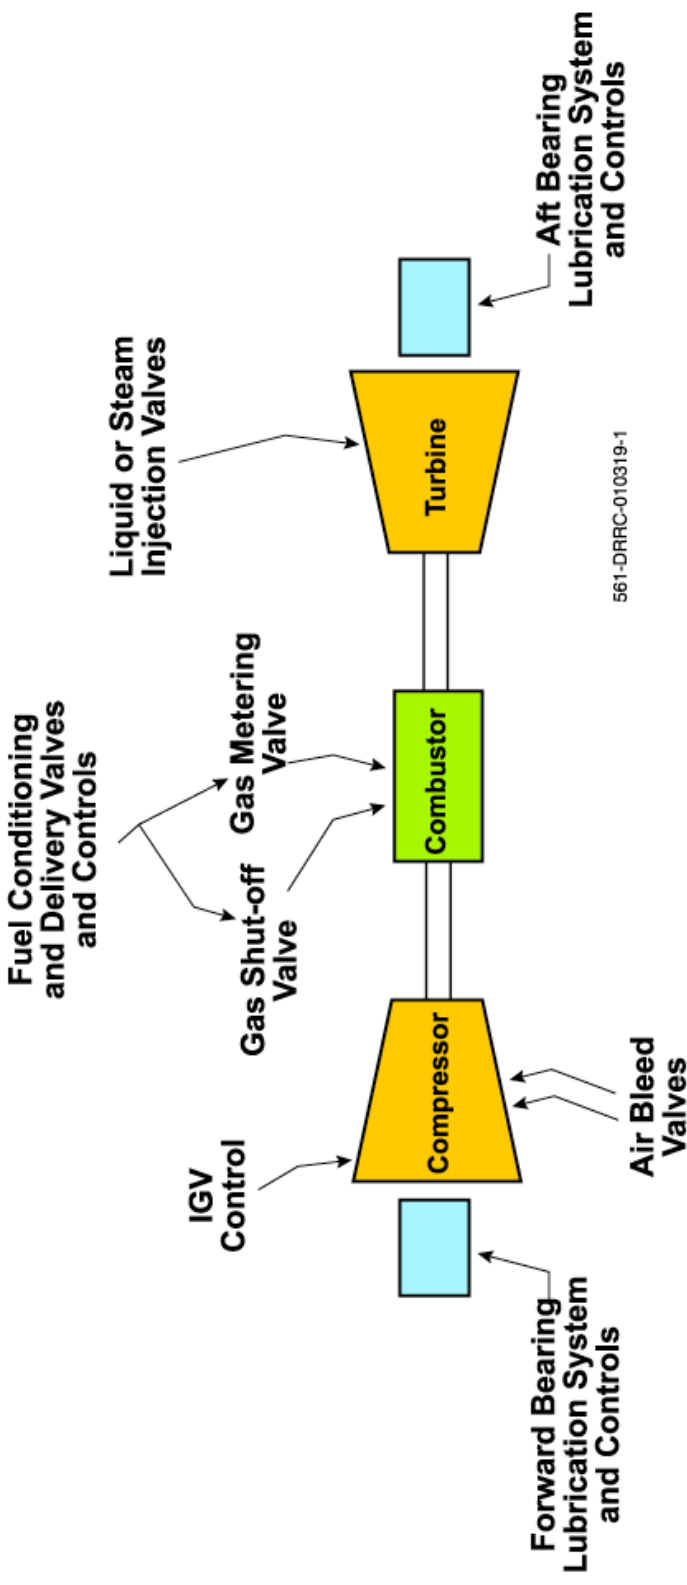 Fuel Conditioning
and Delivery Valves
and Controls
Liquid or Steam
Injection Valves
IGV
Control
Gas Shut-off
Valve
Gas Metering
Valve
Compressor
Combustor
Turbine
Forward Bearing
Lubrication System
and Controls
Air Bleed
Valves
Aft Bearing
Lubrication System
and Controls
561-DRRC-010319-1